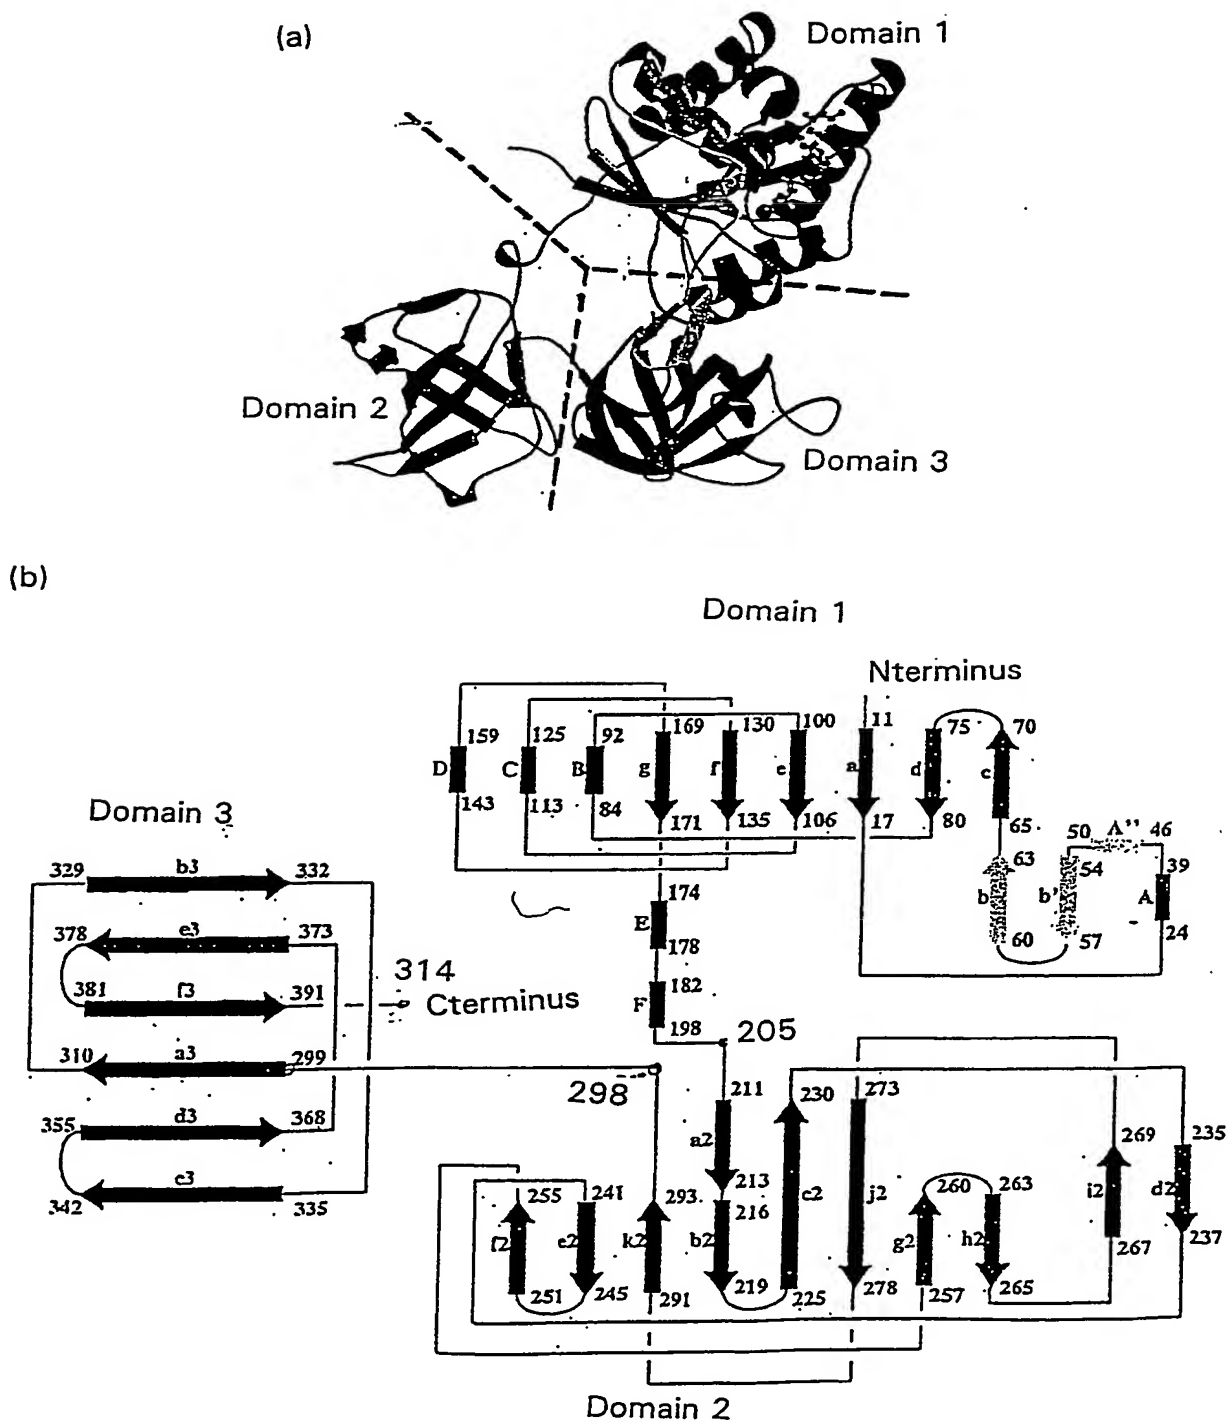 (a)
Domain 1
Domain 2
Domain 3
(b)
Domain 1
Nterminus
159 125 92 169 130 100 11 75 70
D C B g f e a d c
143 113 84 171 135 106 17 80 65
50 A'' 46
63 54 39
b b' A
60 57 24
Domain 3
329 b3 332
378 e3 373
381 f3 391
314
Cterminus
310 a3 299
355 d3 368
342 c3 335
174
E
178
182
F
198
205
298
211 230 273
a2
213
269 235
i2 d2
267 237
255 241 293 216 c2 j2 260 263
f2 e2 k2 b2 g2 h2
251 245 291 219 225 278 257 265
Domain 2